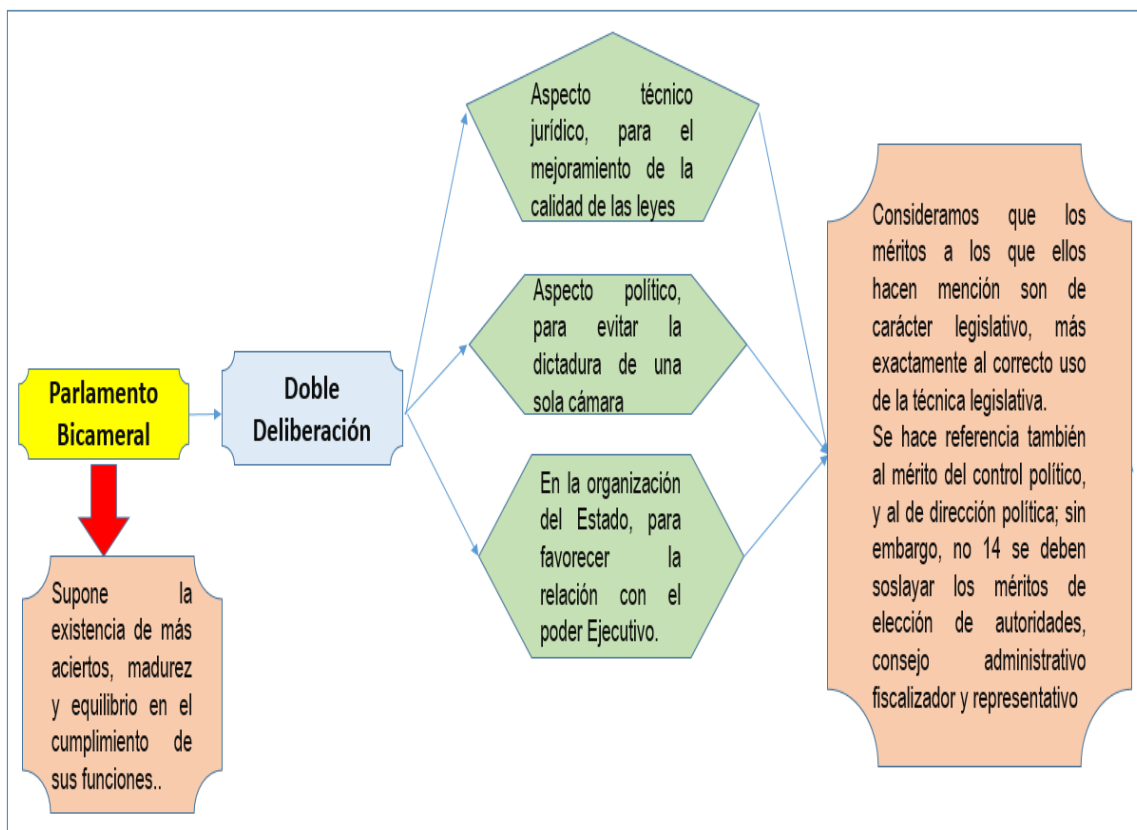 Parlamento
Bicameral
Supone la
existencia de más
aciertos, madurez
y equilibrio en el
cumplimiento de
sus funciones..
Doble
Deliberación
Aspecto técnico
jurídico, para el
mejoramiento de la
calidad de las leyes
Aspecto político,
para evitar la
dictadura de una
sola cámara
En la organización
del Estado, para
favorecer la
relación con el
poder Ejecutivo.
Consideramos que los
méritos a los que ellos
hacen mención son de
carácter legislativo, más
exactamente al correcto uso
de la técnica legislativa.
Se hace referencia también
al mérito del control político,
y al de dirección política; sin
embargo, no 14 se deben
soslayar los méritos de
elección de autoridades,
consejo administrativo
fiscalizador y representativo